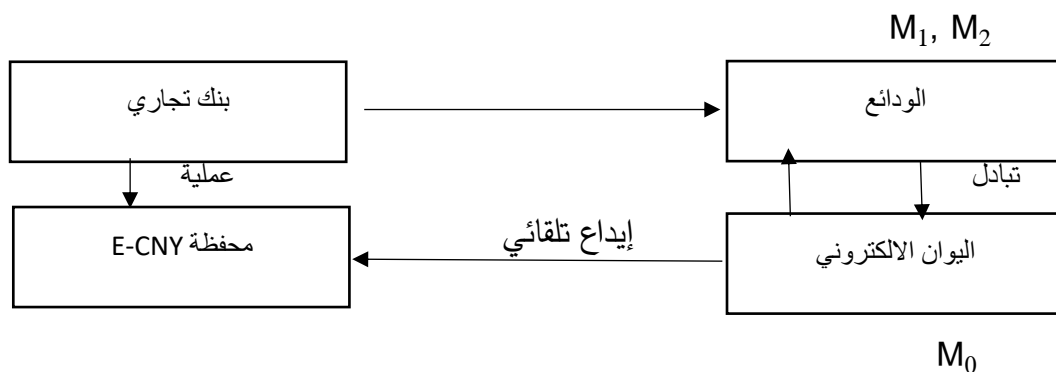 M₁, M₂
الودائع
بنك تجاري
تبادل
عملية
اليوان الالكتروني
إيداع تلقائي
محفظة E-CNY
M₀